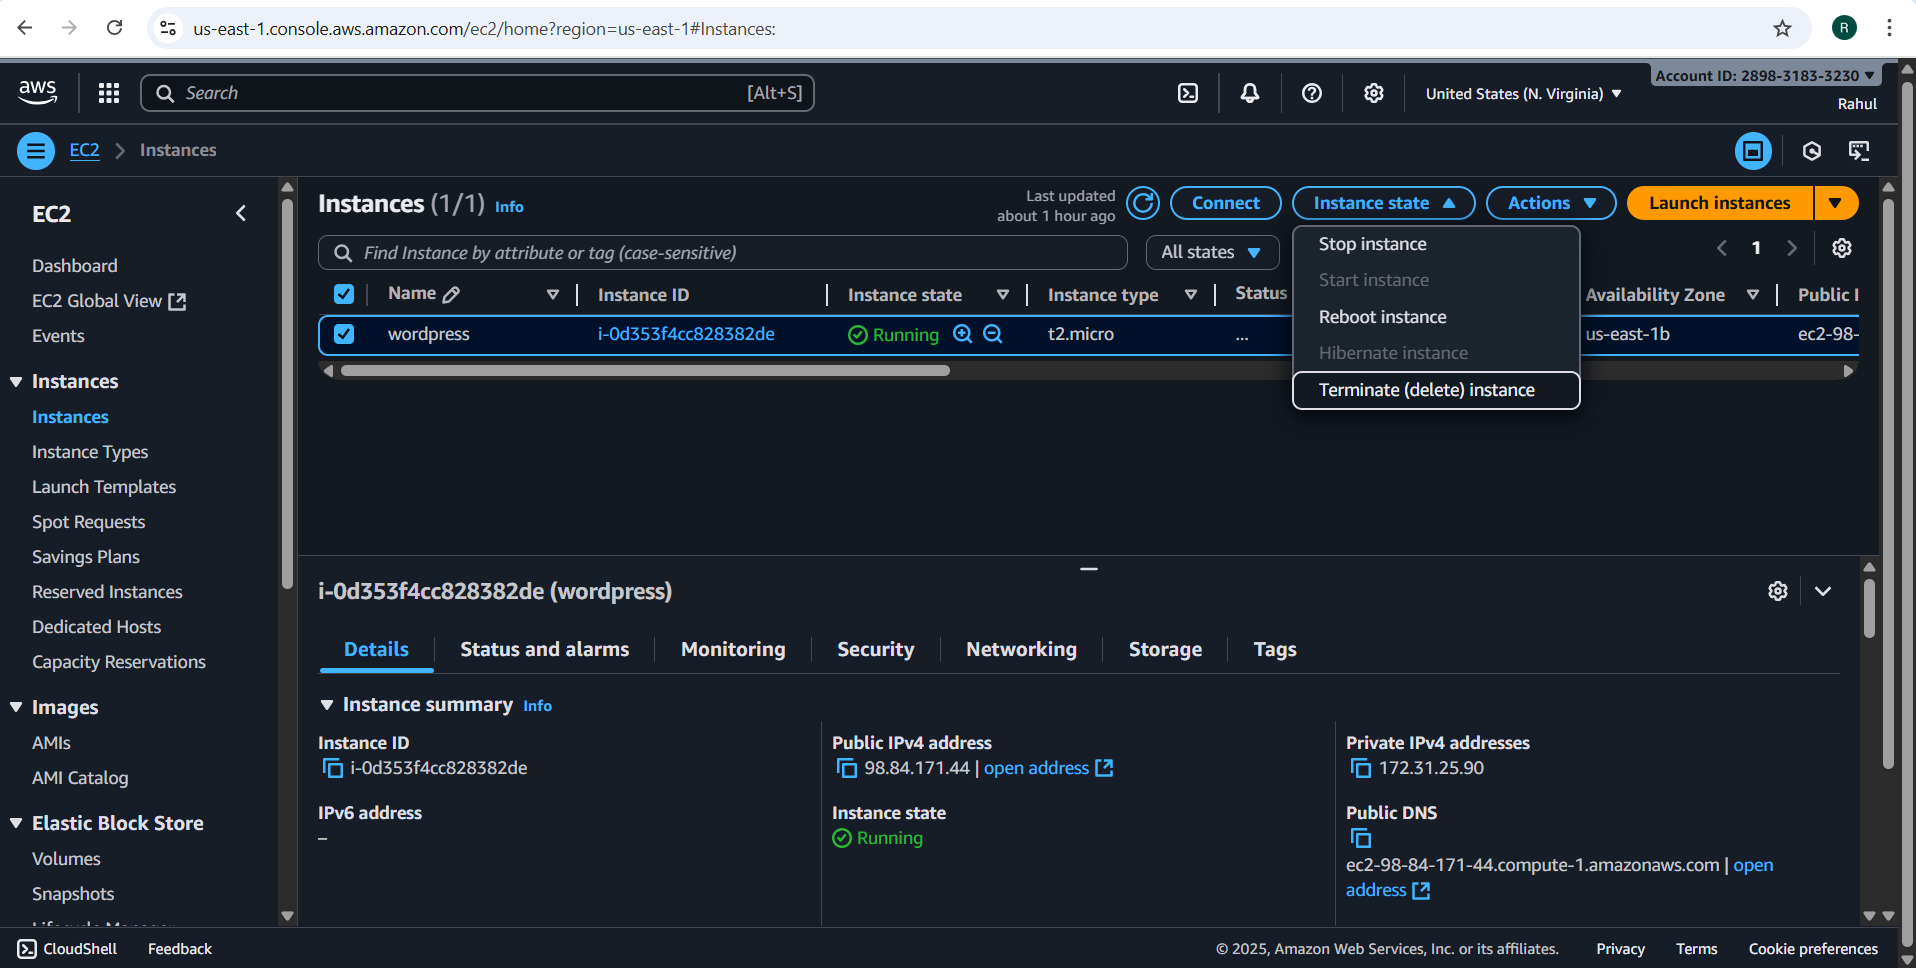 us-east-1.console.aws.amazon.com/ec2/home?region=us-east-1#Instances:
R
aws
Search
[Alt+S]
United States (N. Virginia)
Account ID: 2898-3183-3230
Rahul
EC2
Instances
EC2
Dashboard
EC2 Global View
Events
Instances
Instances
Instance Types
Launch Templates
Spot Requests
Savings Plans
Reserved Instances
Dedicated Hosts
Capacity Reservations
Images
AMIs
AMI Catalog
Elastic Block Store
Volumes
Snapshots
Instances (1/1) Info
Last updated
about 1 hour ago
Connect
Instance state
Actions
Launch instances
Find Instance by attribute or tag (case-sensitive)
All states
1
Stop instance
Start instance
Reboot instance
Hibernate instance
Terminate (delete) instance
Name
Instance ID
Instance state
Instance type
Status
Availability Zone
Public I
wordpress
i-0d353f4cc828382de
Running
t2.micro
...
us-east-1b
ec2-98-
i-0d353f4cc828382de (wordpress)
Details
Status and alarms
Monitoring
Security
Networking
Storage
Tags
Instance summary Info
Instance ID
i-0d353f4cc828382de
IPv6 address
–
Public IPv4 address
98.84.171.44 | open address
Instance state
Running
Private IPv4 addresses
172.31.25.90
Public DNS
ec2-98-84-171-44.compute-1.amazonaws.com | open
address
CloudShell
Feedback
© 2025, Amazon Web Services, Inc. or its affiliates.
Privacy
Terms
Cookie preferences